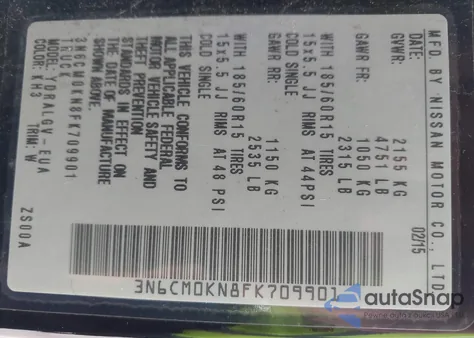 MFD. BY NISSAN MOTOR CO., LTD.
02/15
GVWR: 2155 KG
4751 LB
GAWR FR: 1050 KG
2315 LB
WITH 185/60R15 TIRES
15x5.5 JJ RIMS AT 44PSI
COLD SINGLE
GAWR RR: 1150 KG
2535 LB
WITH 185/60R15 TIRES
15x5.5 JJ RIMS AT 48 PSI
COLD SINGLE
THIS VEHICLE CONFORMS TO
ALL APPLICABLE FEDERAL
MOTOR VEHICLE SAFETY AND
THEFT PREVENTION
STANDARDS IN EFFECT ON
THE DATE OF MANUFACTURE
SHOWN ABOVE.
3N6CM0KN8FK709901
TRUCK
YDRALGV-EUA
COLOR: KH3 TRIM: W
ZS00A
3N6CM0KN8FK709901
autoSnap